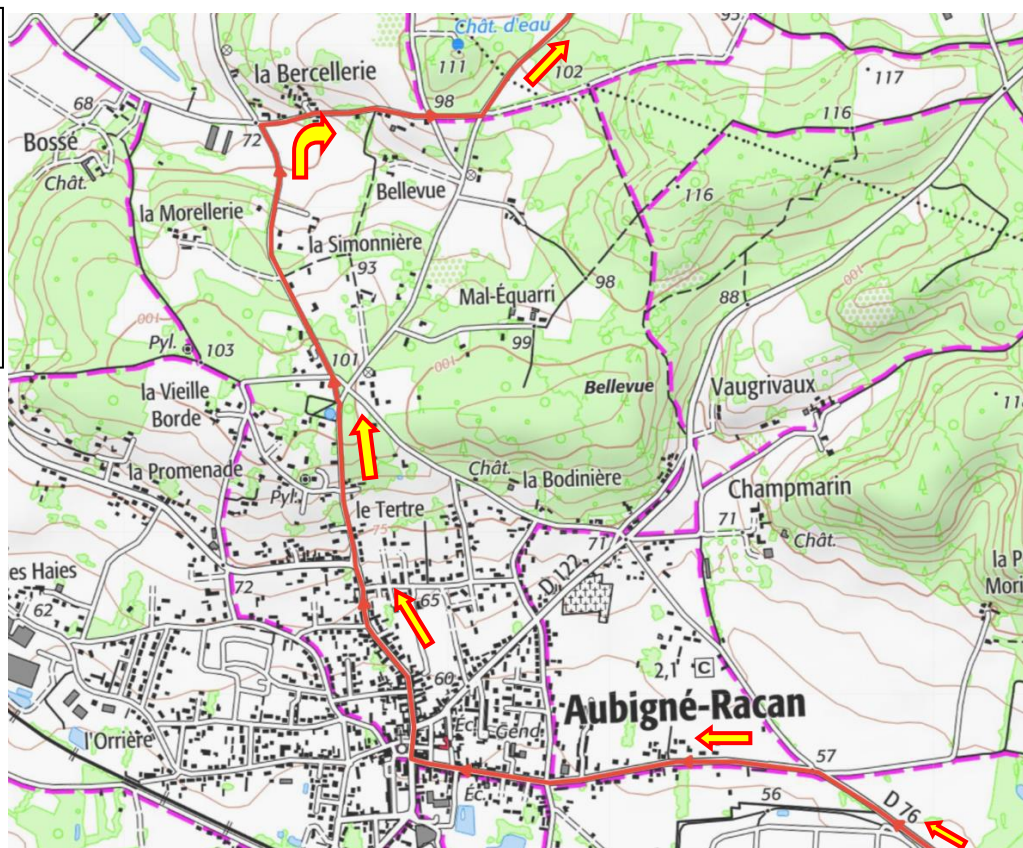 Chât. d'eau
95
111
102
117
la Bercellerie
68
98
116
Bossé
72
Chât.
Bellevue
116
la Morellerie
la Simonnière
93
98
Mal-Équarri
88
100
100
Pyl.
103
101
99
100
Bellevue
Vaugrivaux
la Vieille
Borde
la Promenade
Chât.
la Bodinière
Pyl.
Champmarin
le Tertre
75
71
71
Chât.
es Haies
D 122
la P
Mori
72
65
62
2,1
C
60
Aubigné-Racan
l'Orrière
Éc.
Gend.
57
Éc.
56
D 76